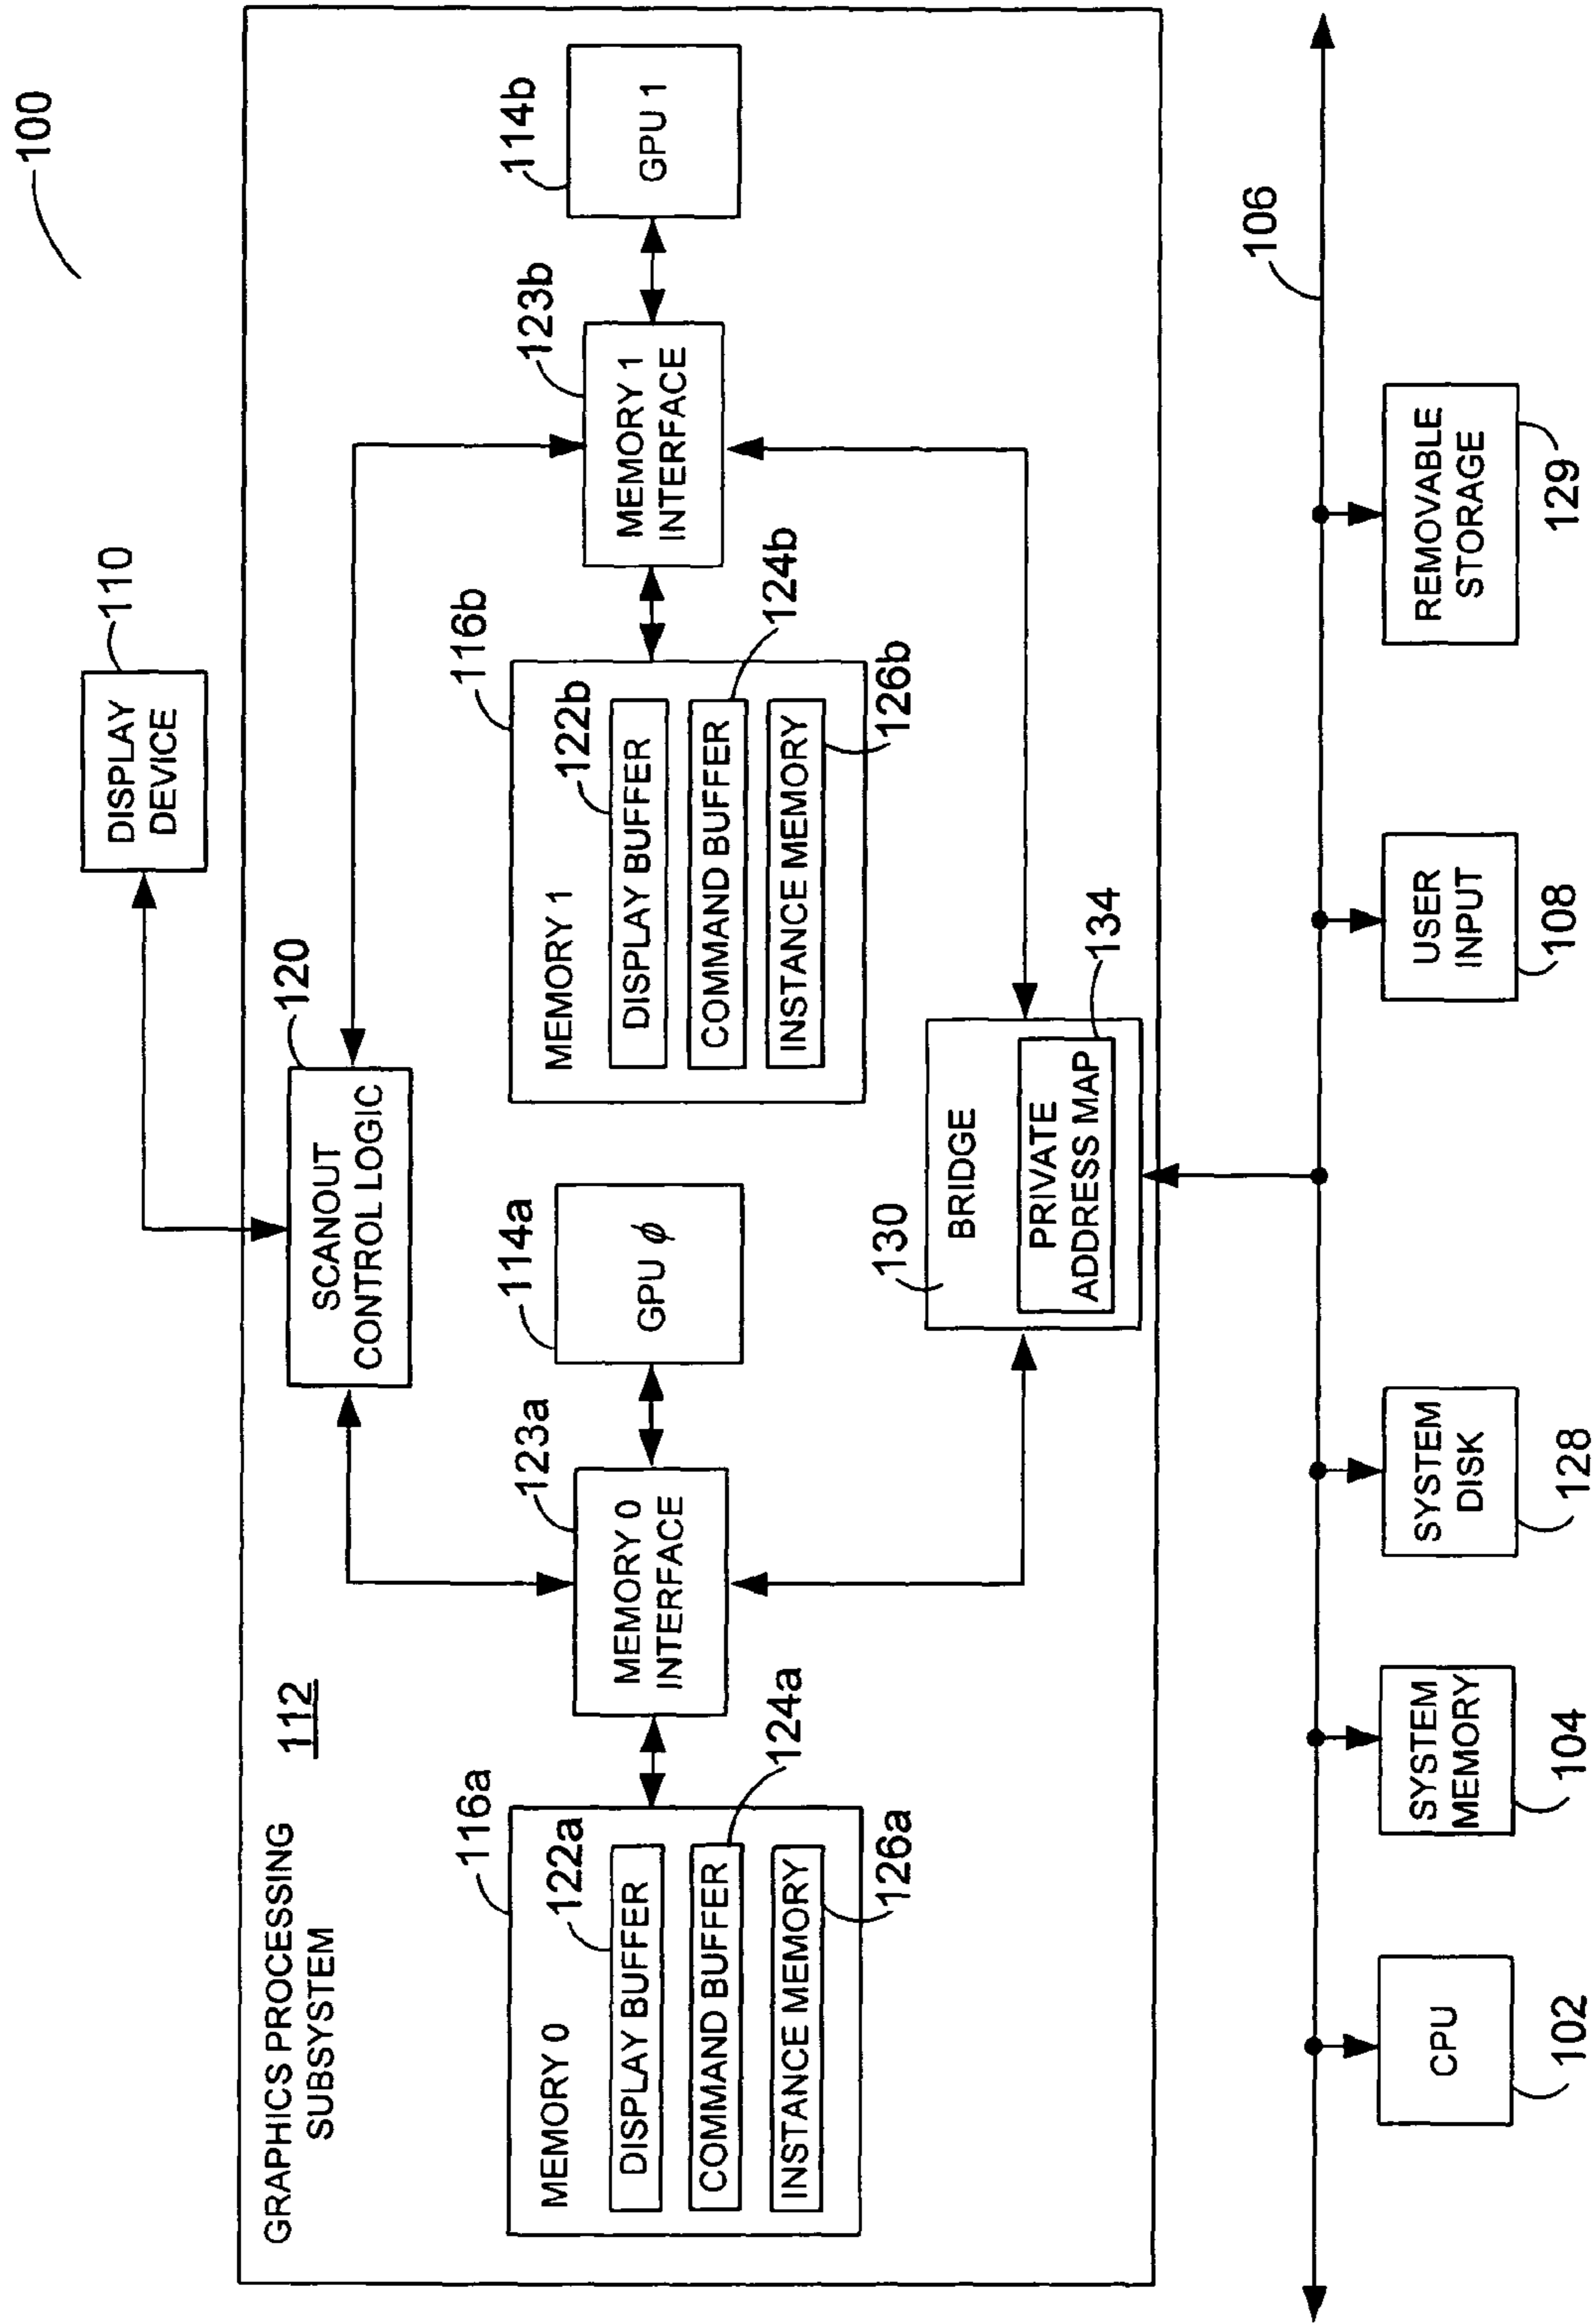 100
DISPLAY
DEVICE
110
GRAPHICS PROCESSING
SUBSYSTEM
112
SCANOUT
CONTROL LOGIC
120
116a
MEMORY 0
122a
DISPLAY BUFFER
COMMAND BUFFER
124a
INSTANCE MEMORY
126a
123a
MEMORY 0
INTERFACE
114a
GPU ϕ
116b
MEMORY 1
122b
DISPLAY BUFFER
COMMAND BUFFER
124b
INSTANCE MEMORY
126b
123b
MEMORY 1
INTERFACE
114b
GPU 1
130
BRIDGE
PRIVATE
ADDRESS MAP
134
106
CPU
102
SYSTEM
MEMORY
104
SYSTEM
DISK
128
USER
INPUT
108
REMOVABLE
STORAGE
129